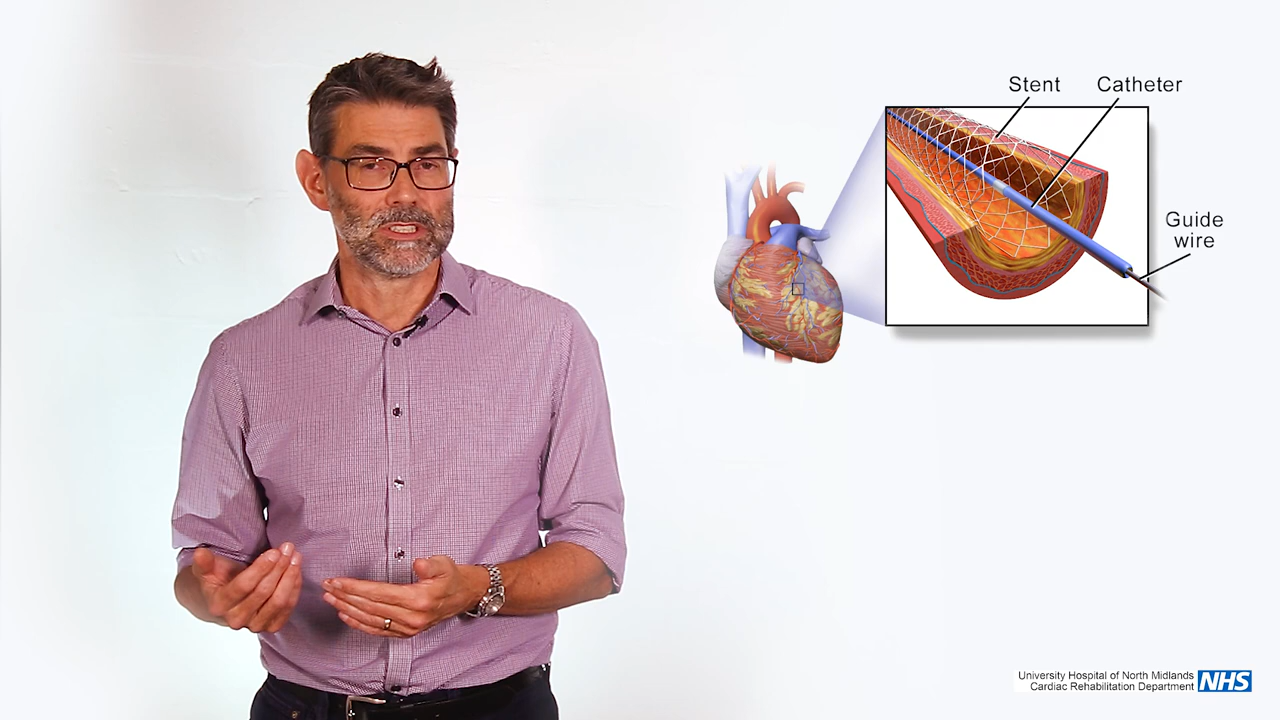 Stent
Catheter
Guide
wire
University Hospital of North Midlands
Cardiac Rehabilitation Department
NHS